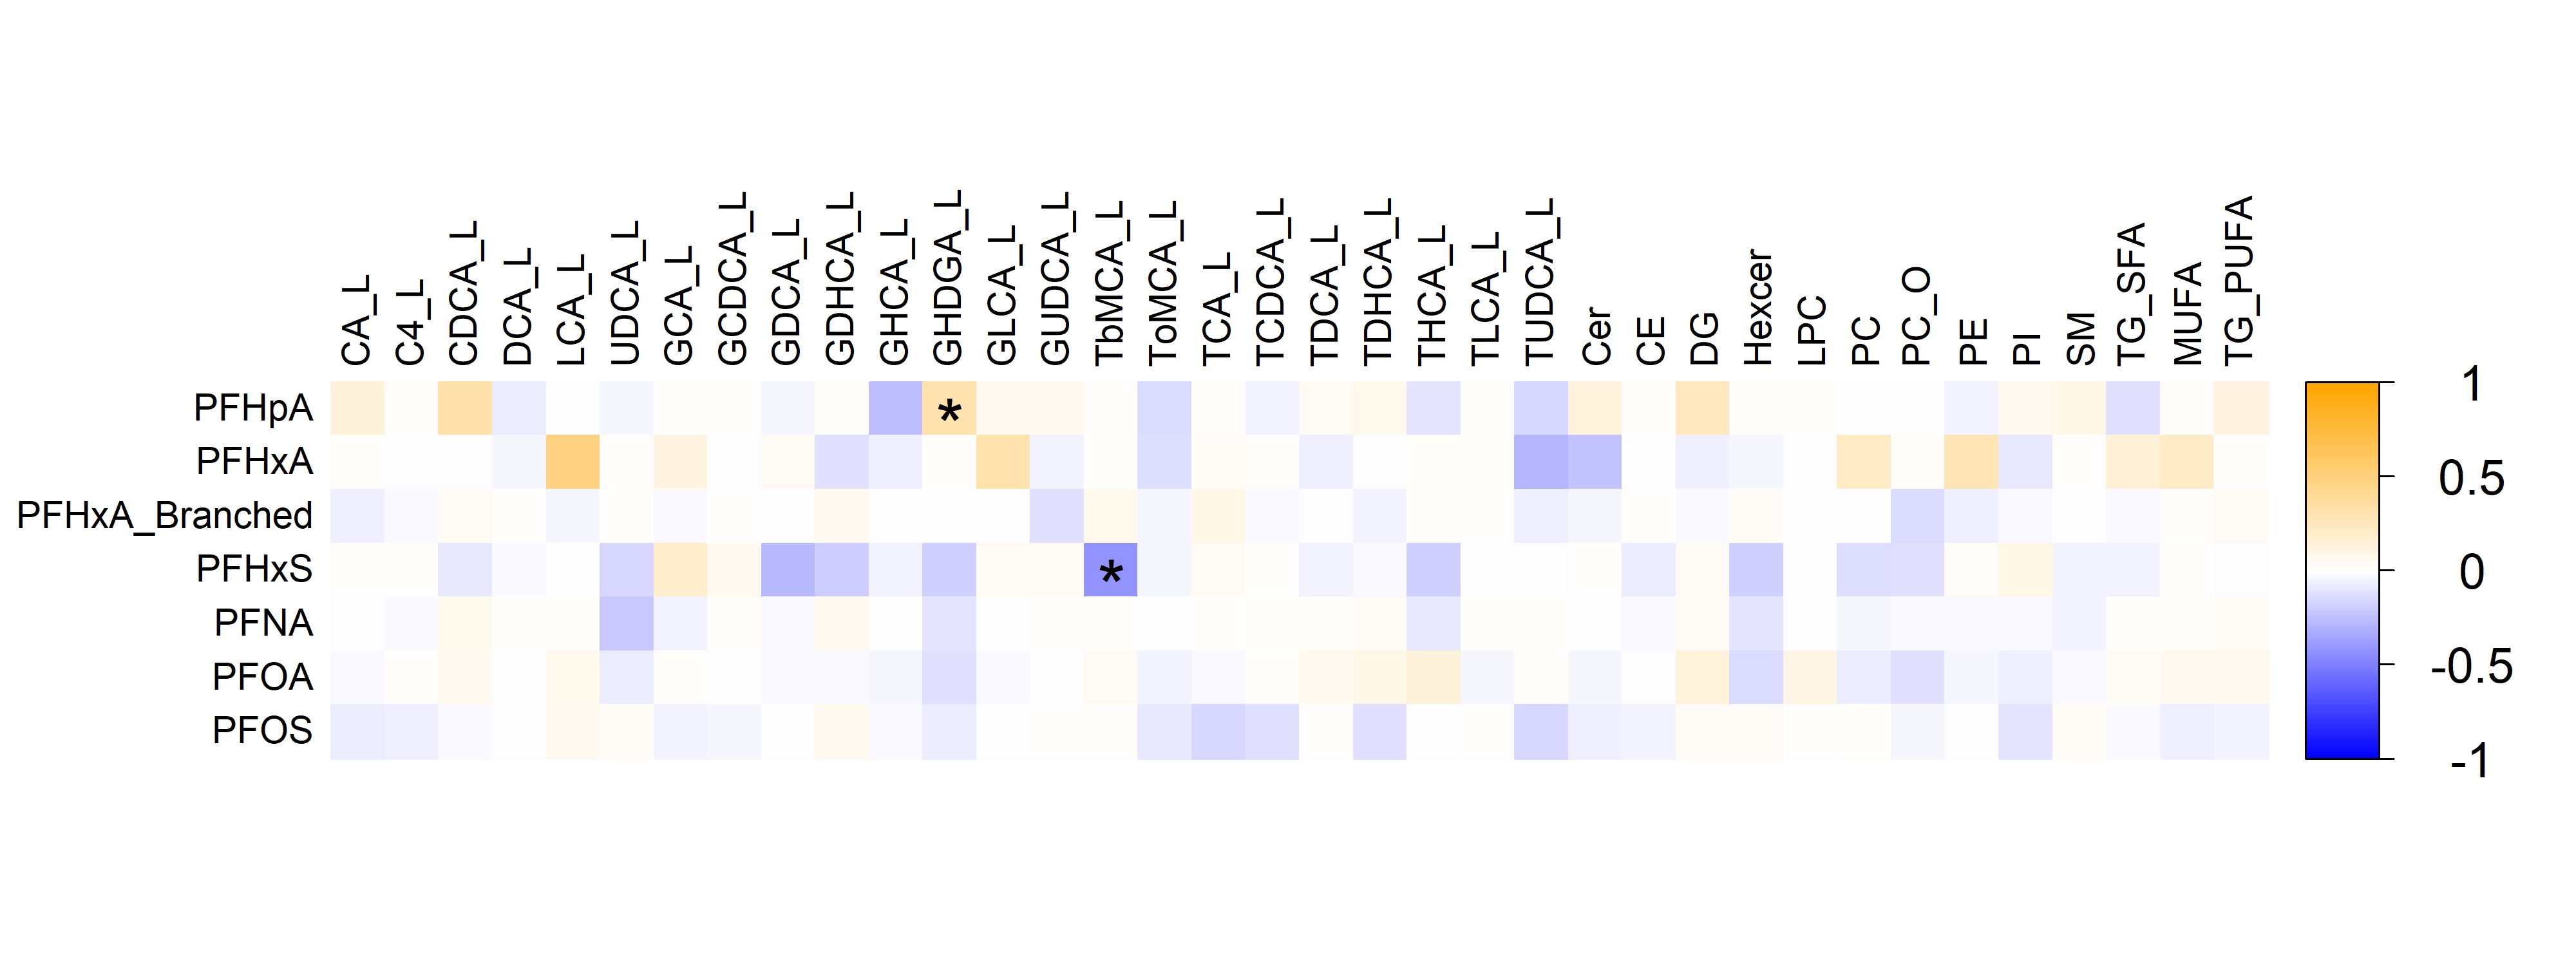 CA_L
C4_L
CDCA_L
DCA_L
LCA_L
UDCA_L
GCA_L
GCDCA_L
GDCA_L
GDHCA_L
GHCA_L
GHDGA_L
GLCA_L
GUDCA_L
TbMCA_L
ToMCA_L
TCA_L
TCDCA_L
TDCA_L
TDHCA_L
THCA_L
TLCA_L
TUDCA_L
Cer
CE
DG
Hexcer
LPC
PC
PC_O
PE
PI
SM
TG_SFA
MUFA
TG_PUFA
PFHpA
*
PFHxA
PFHxA_Branched
PFHxS
*
PFNA
PFOA
PFOS
1
0.5
0
-0.5
-1